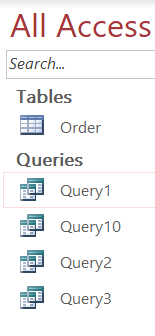 All Access
Search...
Tables
Order
Queries
Query1
Query10
Query2
Query3